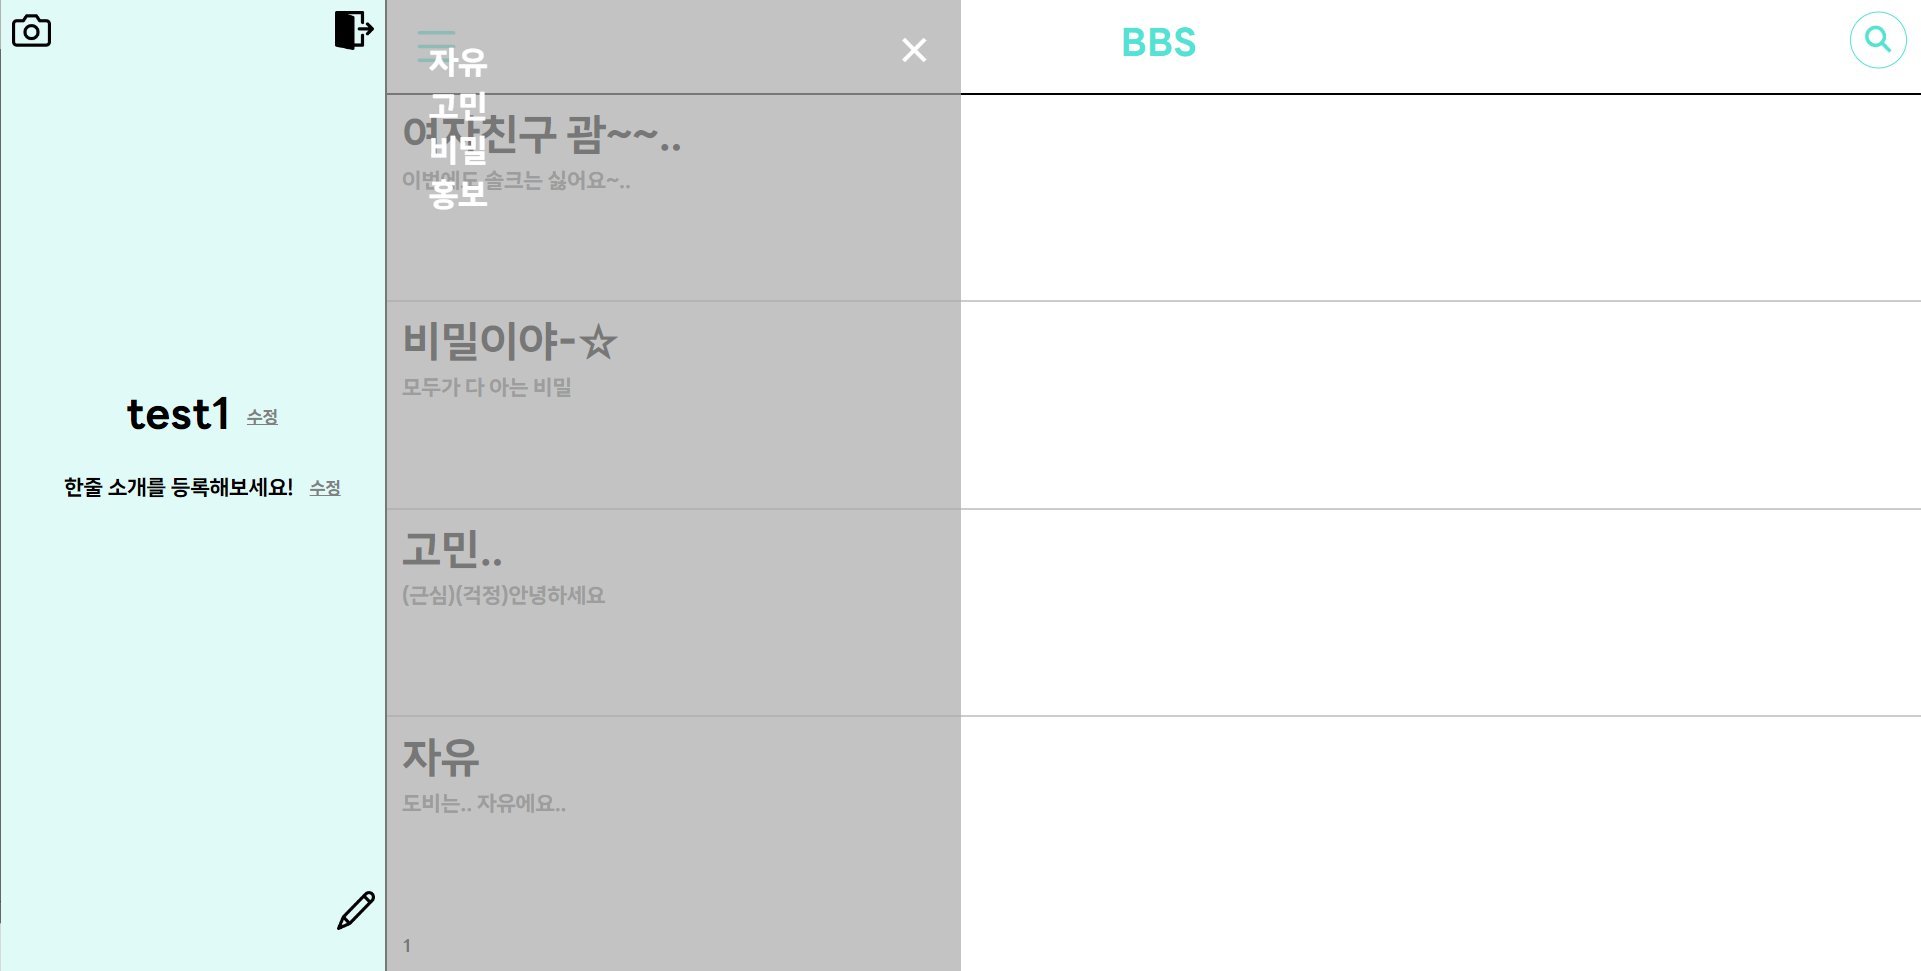 test1 수정
한줄 소개를 등록해보세요! 수정
자유
고민
비밀
홍보
BBS
여자친구 괌~~..
이번에도 솔크는 싫어요~..
비밀이야-☆
모두가 다 아는 비밀
고민..
(근심)(걱정)안녕하세요
자유
도비는.. 자유에요..
1